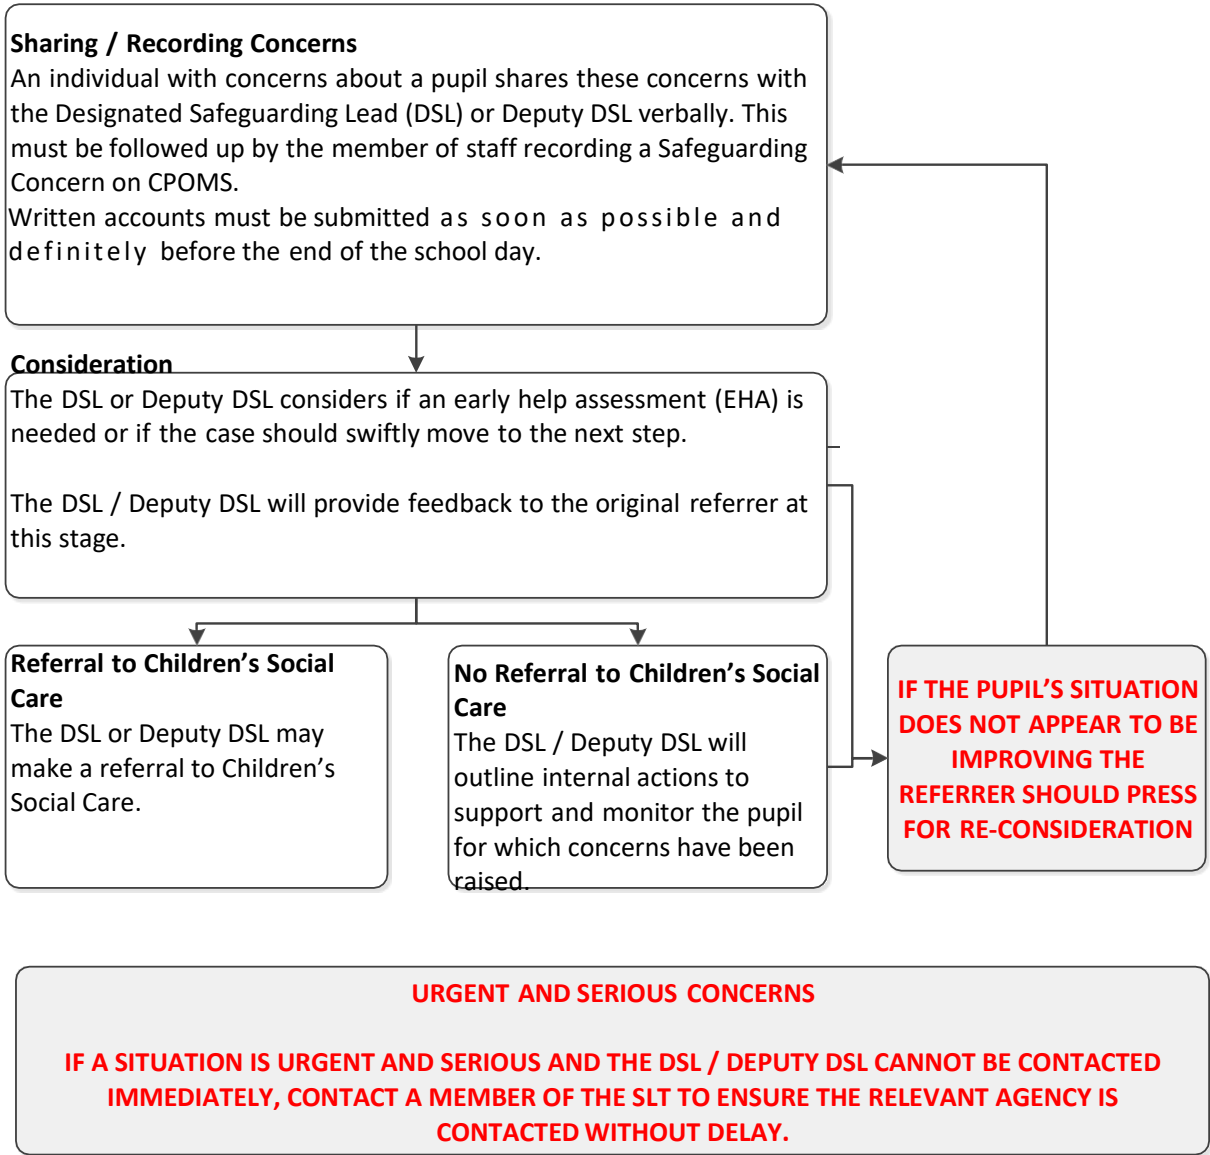 Sharing / Recording Concerns
An individual with concerns about a pupil shares these concerns with
the Designated Safeguarding Lead (DSL) or Deputy DSL verbally. This
must be followed up by the member of staff recording a Safeguarding
Concern on CPOMS.
Written accounts must be submitted as soon as possible and
definitely before the end of the school day.
Consideration
The DSL or Deputy DSL considers if an early help assessment (EHA) is
needed or if the case should swiftly move to the next step.
The DSL / Deputy DSL will provide feedback to the original referrer at
this stage.
Referral to Children’s Social
Care
The DSL or Deputy DSL may
make a referral to Children’s
Social Care.
No Referral to Children’s Social
Care
The DSL / Deputy DSL will
outline internal actions to
support and monitor the pupil
for which concerns have been
raised.
IF THE PUPIL’S SITUATION
DOES NOT APPEAR TO BE
IMPROVING THE
REFERRER SHOULD PRESS
FOR RE-CONSIDERATION
URGENT AND SERIOUS CONCERNS
IF A SITUATION IS URGENT AND SERIOUS AND THE DSL / DEPUTY DSL CANNOT BE CONTACTED
IMMEDIATELY, CONTACT A MEMBER OF THE SLT TO ENSURE THE RELEVANT AGENCY IS
CONTACTED WITHOUT DELAY.